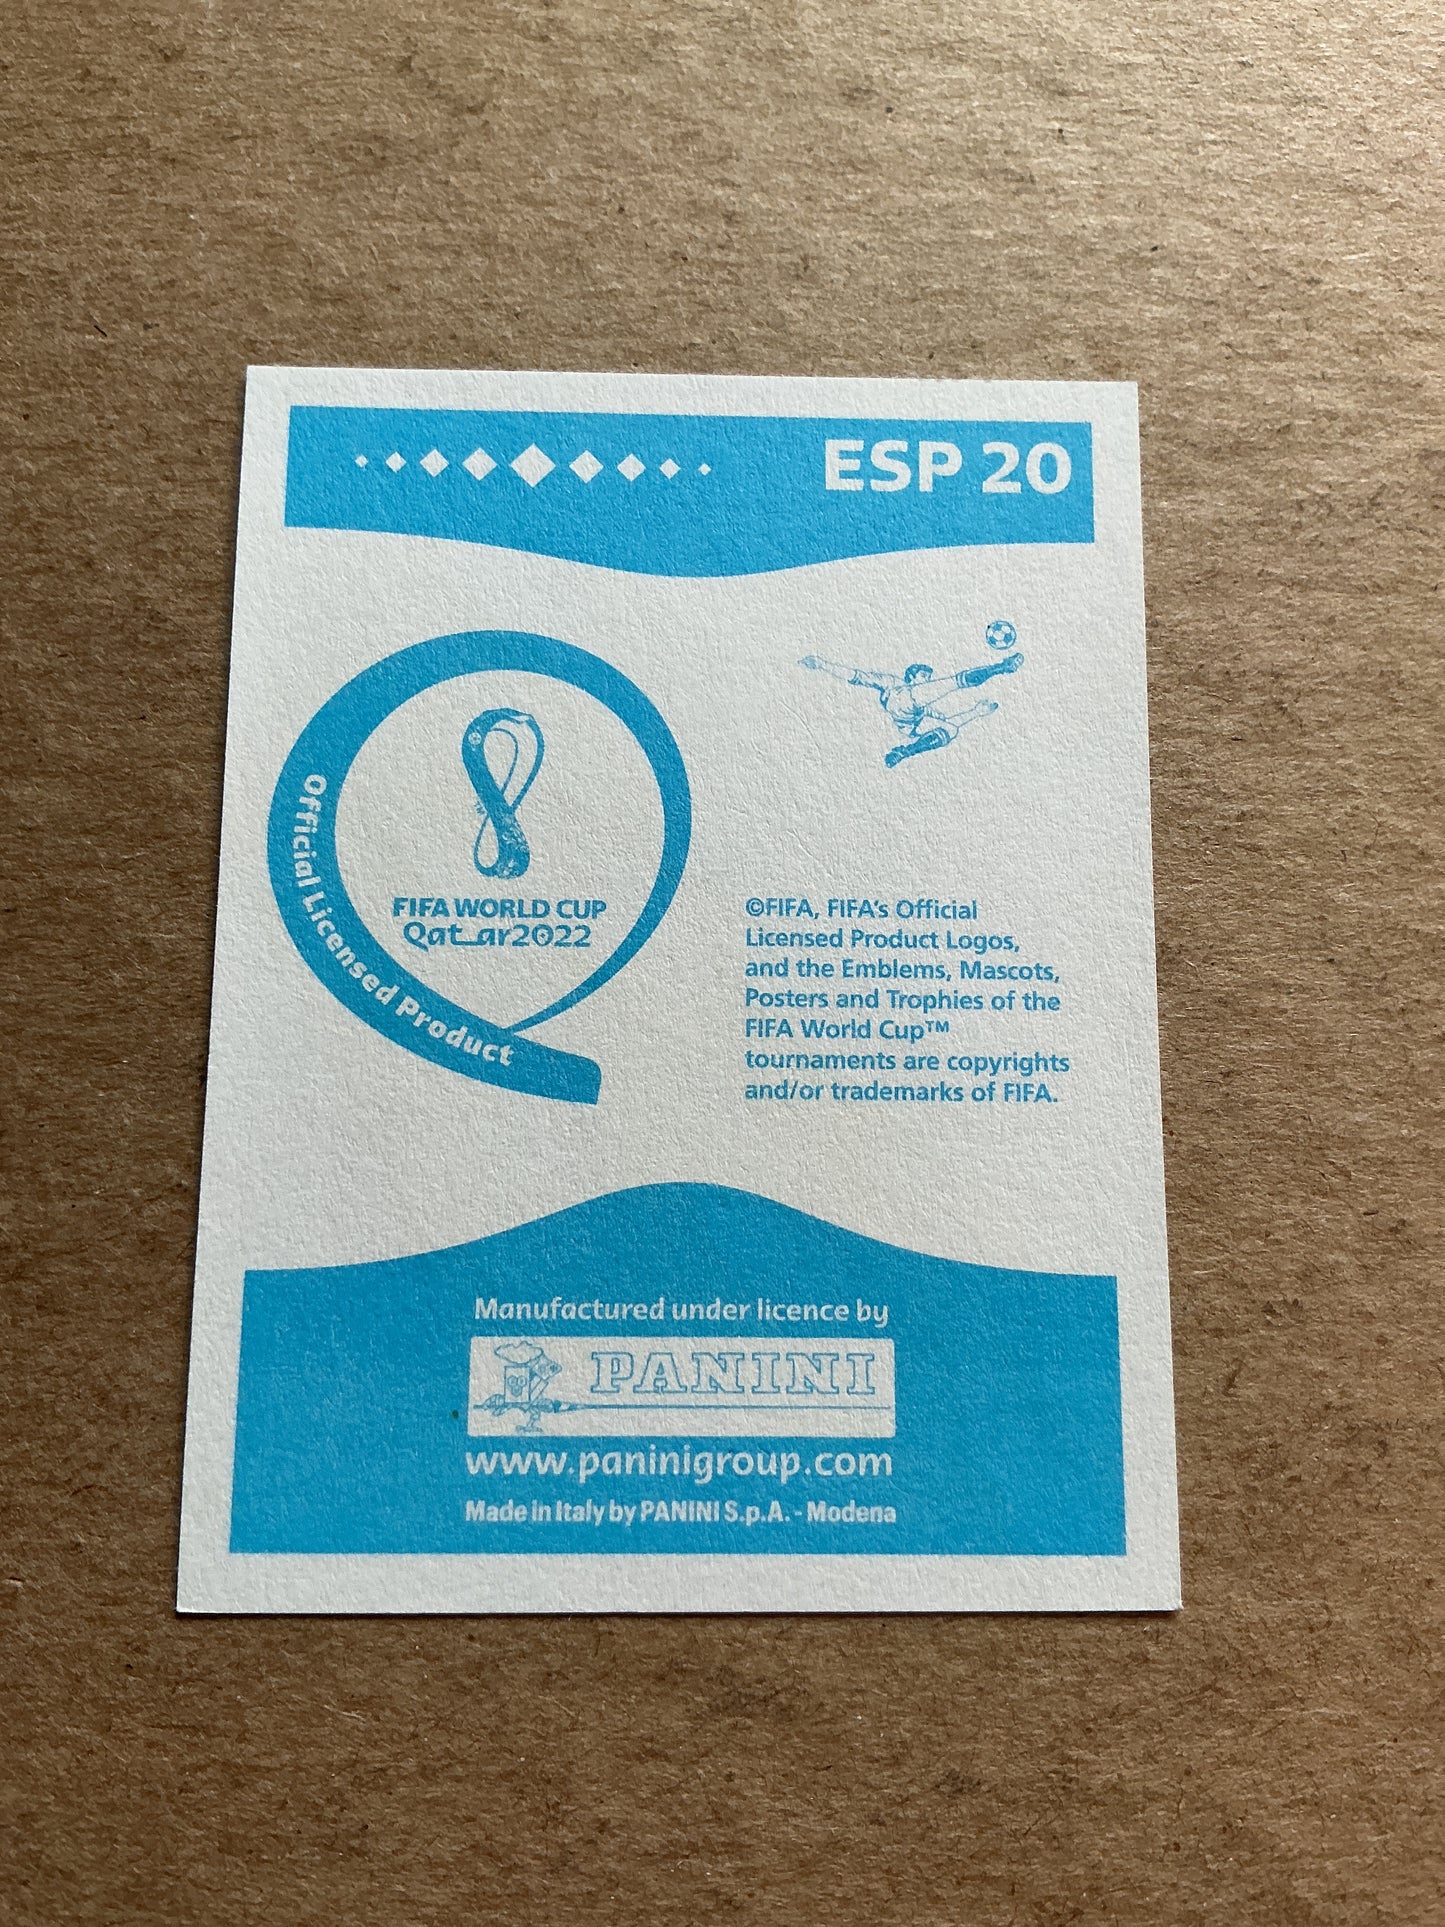 ESP 20
Official Licensed Product
FIFA WORLD CUP
Qatar2022
©FIFA, FIFA's Official
Licensed Product Logos,
and the Emblems, Mascots,
Posters and Trophies of the
FIFA World Cup™
tournaments are copyrights
and/or trademarks of FIFA.
Manufactured under licence by
PANINI
www.paninigroup.com
Made in Italy by PANINI S.p.A. - Modena